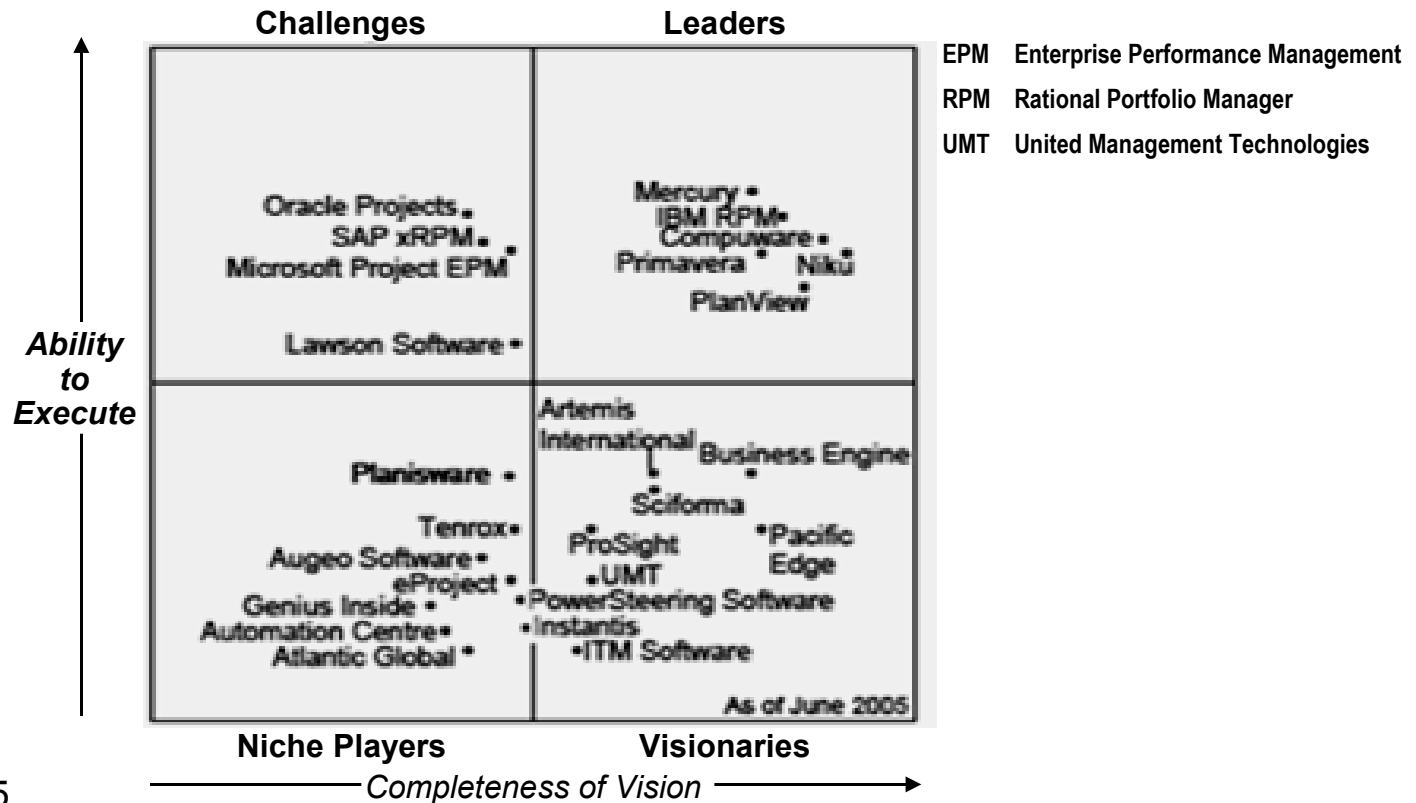 Challenges
Leaders
EPM Enterprise Performance Management
RPM Rational Portfolio Manager
UMT United Management Technologies
Oracle Projects
SAP xRPM
Microsoft Project EPM
Lawson Software
Mercury
IBM RPM
Compuware
Primavera
Niku
PlanView
Ability
to
Execute
Planisware
Tenrox
Augeo Software
eProject
Genius Inside
Automation Centre
Atlantic Global
Artemis
International
Business Engine
Sciforma
ProSight
Pacific
Edge
UMT
PowerSteering Software
Instantis
ITM Software
As of June 2005
Niche Players
Visionaries
Completeness of Vision
5